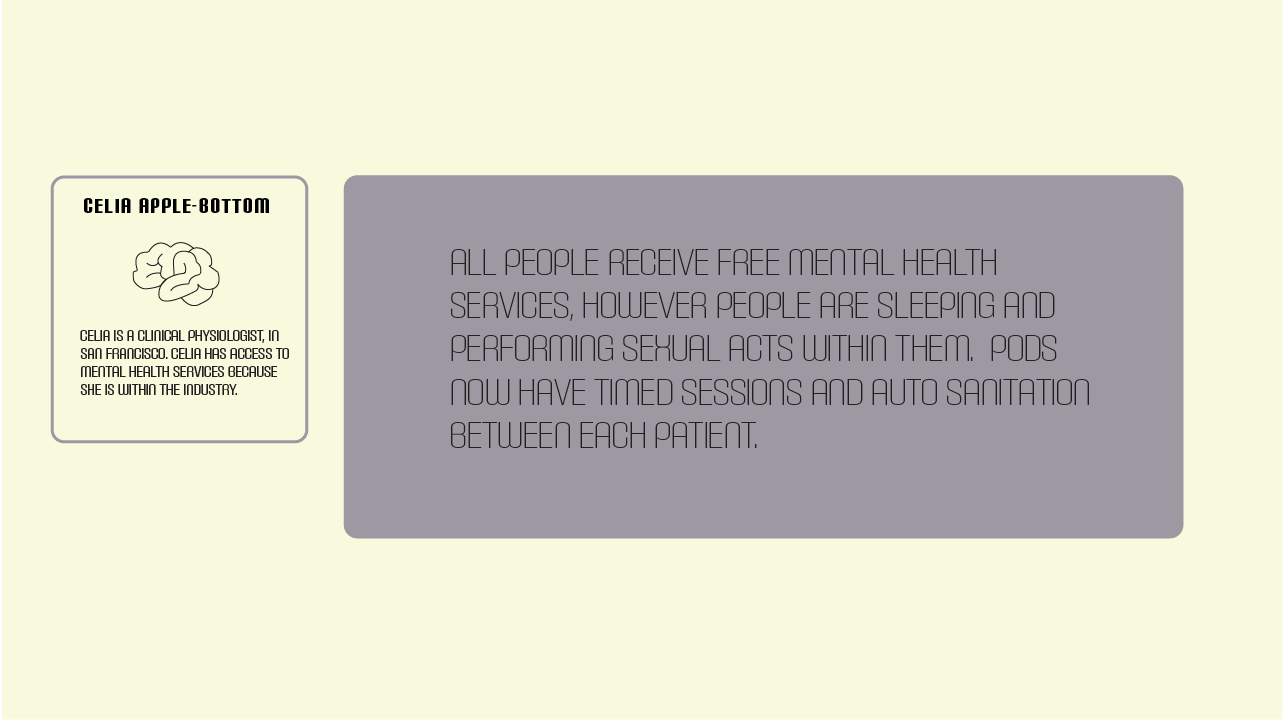 CELIA APPLE-BOTTOM
CELIA IS A CLINICAL PHYSIOLOGIST, IN
SAN FRANCISCO. CELIA HAS ACCESS TO
MENTAL HEALTH SERVICES BECAUSE
SHE IS WITHIN THE INDUSTRY.
ALL PEOPLE RECEIVE FREE MENTAL HEALTH
SERVICES, HOWEVER PEOPLE ARE SLEEPING AND
PERFORMING SEXUAL ACTS WITHIN THEM.  PODS
NOW HAVE TIMED SESSIONS AND AUTO SANITATION
BETWEEN EACH PATIENT.